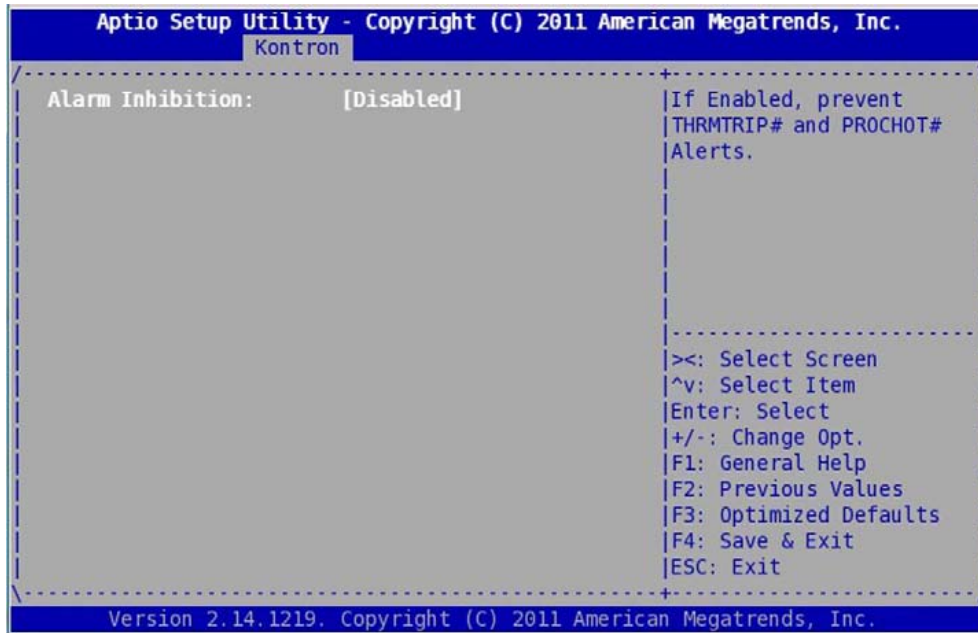 Aptio Setup Utility - Copyright (C) 2011 American Megatrends, Inc.
Kontron
Alarm Inhibition: [Disabled]
If Enabled, prevent
THRMTRIP# and PROCHOT#
Alerts.
><: Select Screen
^v: Select Item
Enter: Select
+/-: Change Opt.
F1: General Help
F2: Previous Values
F3: Optimized Defaults
F4: Save & Exit
ESC: Exit
Version 2.14.1219. Copyright (C) 2011 American Megatrends, Inc.